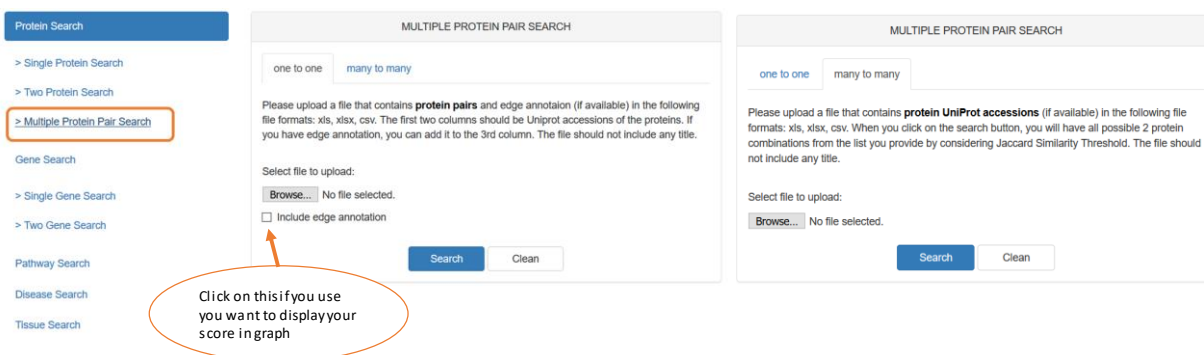 Protein Search
> Single Protein Search
> Two Protein Search
> Multiple Protein Pair Search
Gene Search
> Single Gene Search
> Two Gene Search
Pathway Search
Disease Search
Tissue Search
MULTIPLE PROTEIN PAIR SEARCH
one to one many to many
Please upload a file that contains protein pairs and edge annotaion (if available) in the following
file formats: xls, xlsx, csv. The first two columns should be Uniprot accessions of the proteins. If
you have edge annotation, you can add it to the 3rd column. The file should not include any title.
Select file to upload:
Browse... No file selected.
Include edge annotation
Search Clean
Click on this if you use
you want to display your
score in graph
MULTIPLE PROTEIN PAIR SEARCH
one to one many to many
Please upload a file that contains protein UniProt accessions (if available) in the following file
formats: xls, xlsx, csv. When you click on the search button, you will have all possible 2 protein
combinations from the list you provide by considering Jaccard Similarity Threshold. The file should
not include any title.
Select file to upload:
Browse... No file selected.
Search Clean